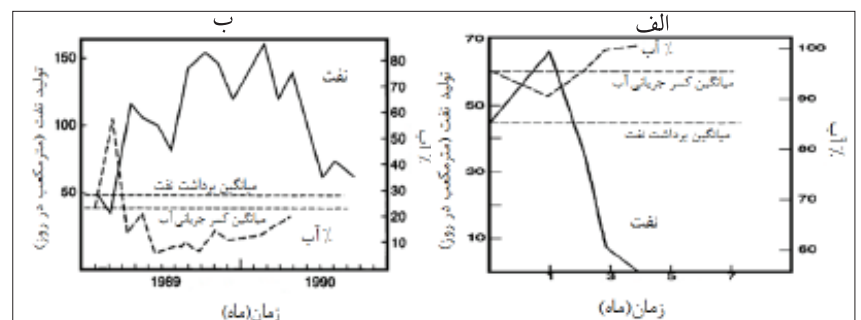 الف
تولید نفت (مترمکعب در روز)
70
50
30
10
% آب
میانگین کسر جریانی آب
میانگین برداشت نفت
نفت
100
90
80
70
60
% آب
1
3
5
7
زمان(ماه)
ب
تولید نفت (مترمکعب در روز)
150
100
50
نفت
میانگین برداشت نفت
میانگین کسر جریانی آب
% آب
80
70
60
50
40
30
20
10
% آب
1989
1990
زمان(ماه)